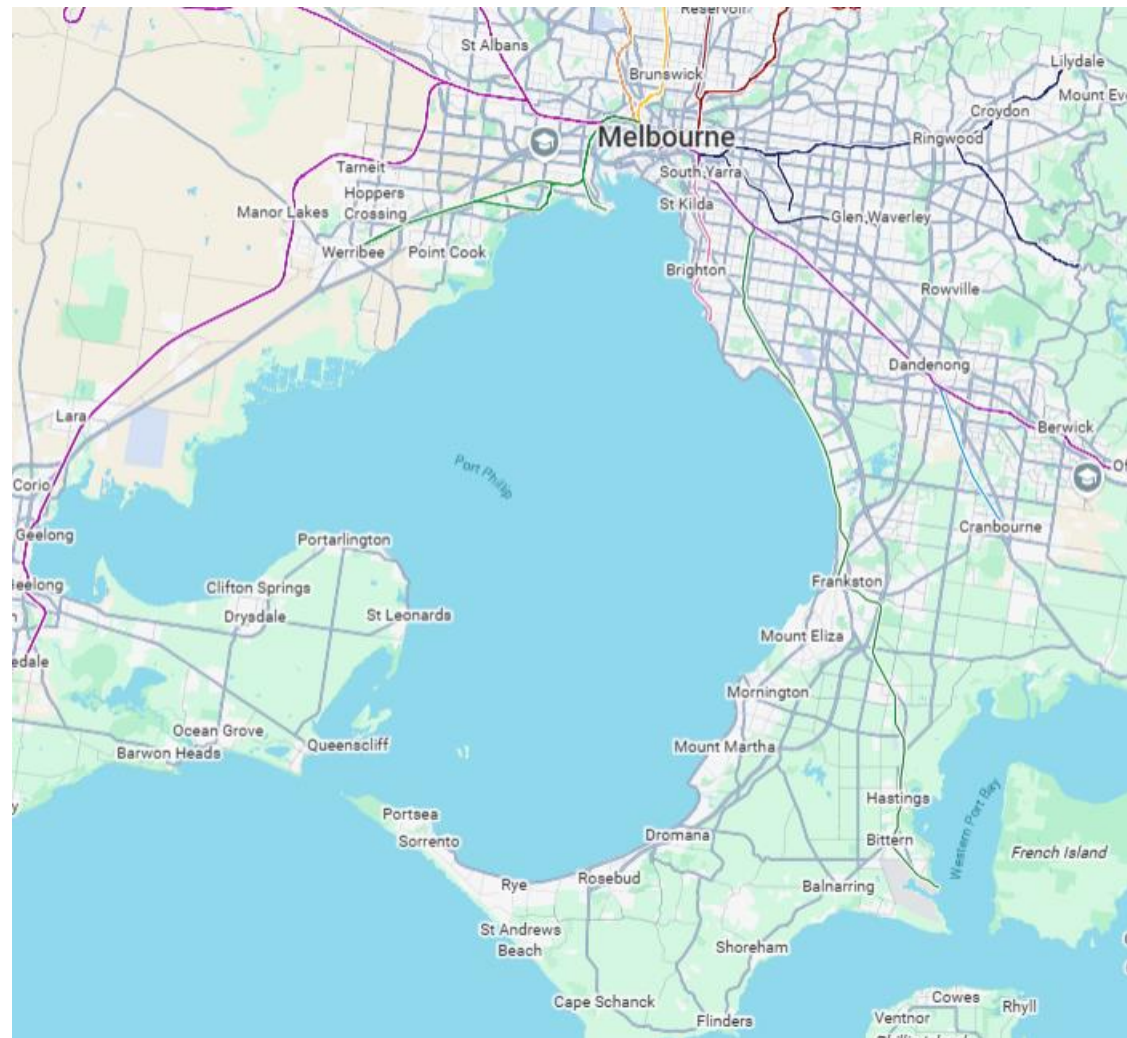 Reservoir
St Albans
Brunswick
Lilydale
Mount Ev
Croydon
Melbourne
Ringwood
Tarneit
South Yarra
Hoppers
Crossing
St Kilda
Manor Lakes
Glen Waverley
Werribee
Point Cook
Brighton
Rowville
Dandenong
Lara
Berwick
Port Phillip
Of
Corio
Cranbourne
Geelong
Portarlington
Frankston
Geelong
Clifton Springs
Drysdale
St Leonards
Mount Eliza
edale
Mornington
Ocean Grove
Queenscliff
Mount Martha
Barwon Heads
Hastings
Portsea
Western Port Bay
Dromana
Sorrento
Bittern
French Island
Rosebud
Rye
Balnarring
St Andrews
Beach
Shoreham
Cape Schanck
Cowes
Rhyll
Flinders
Ventnor